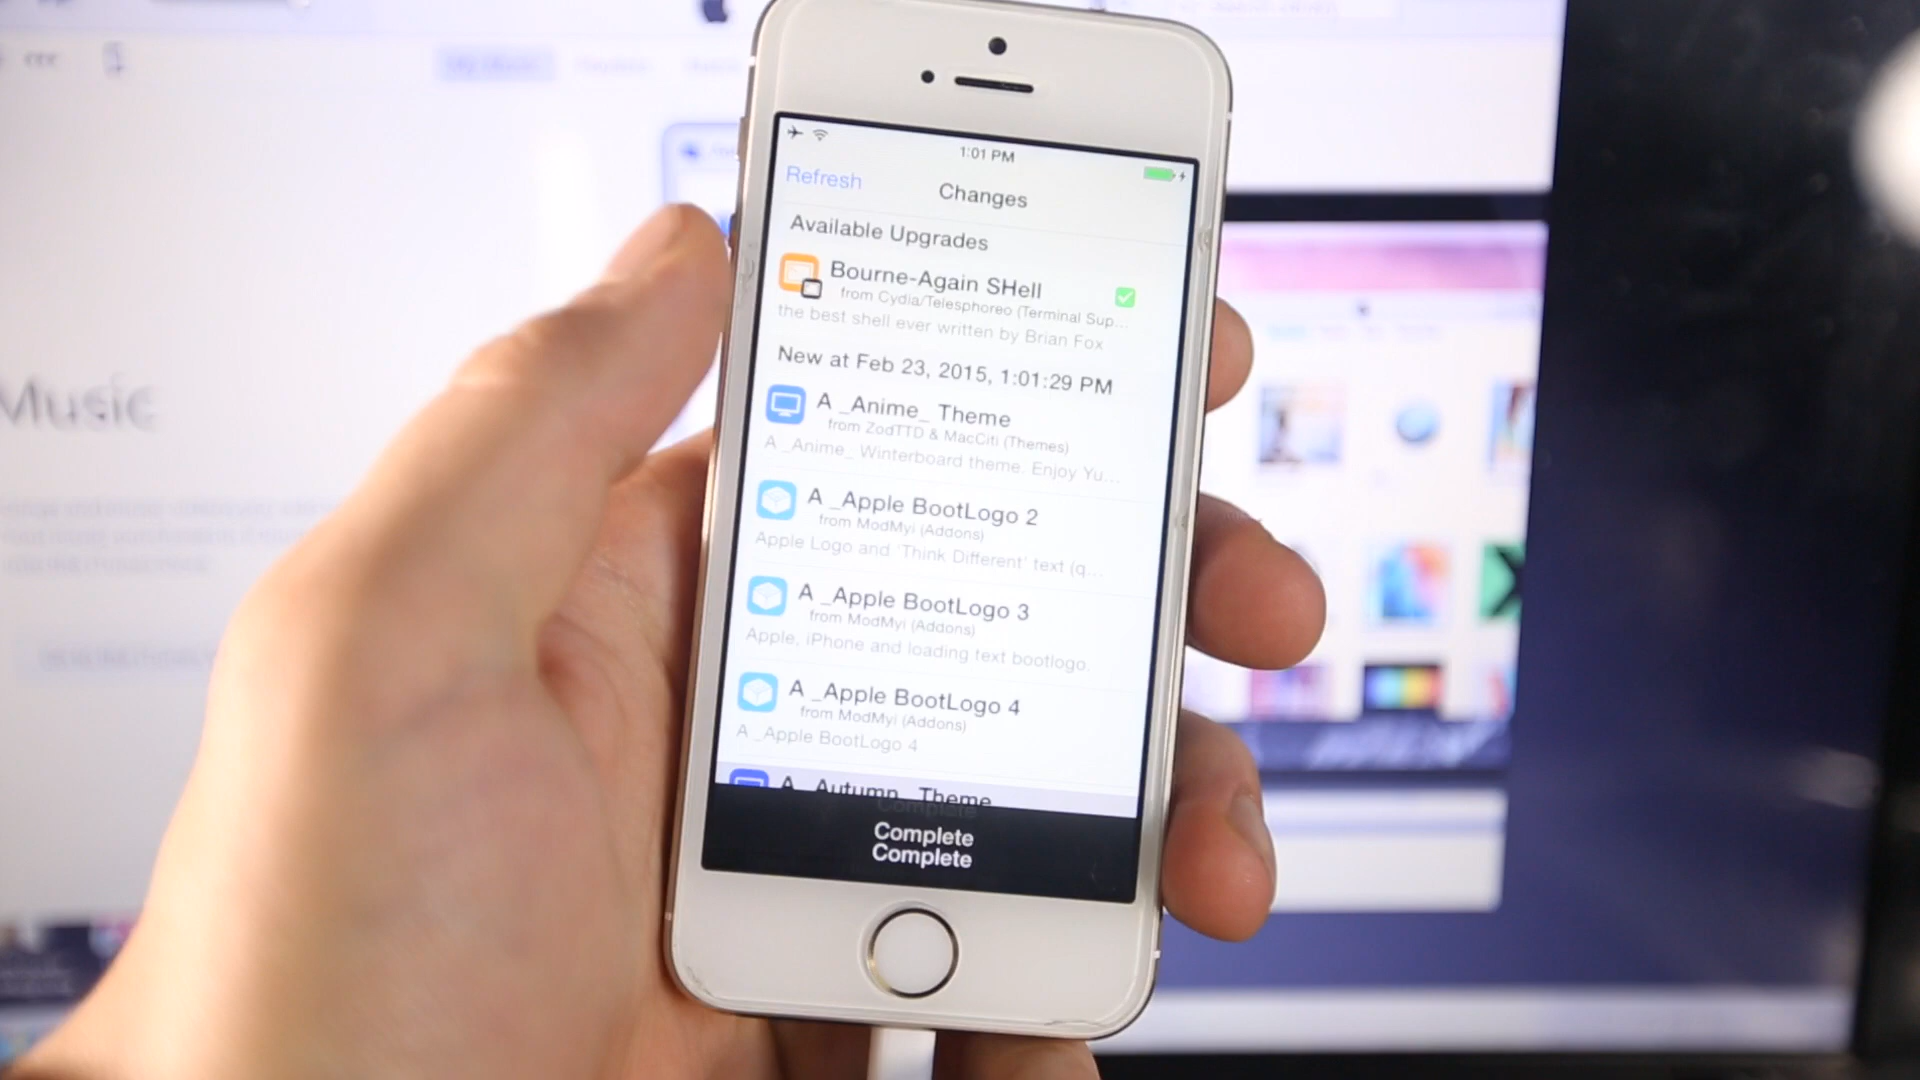 1:01 PM
Refresh
Changes
Available Upgrades
Bourne-Again SHell
from Cydia/Telesphoreo (Terminal Sup...
the best shell ever written by Brian Fox
New at Feb 23, 2015, 1:01:29 PM
A _Anime_ Theme
from ZodTTD & MacCiti (Themes)
A _Anime_ Winterboard theme. Enjoy Yu...
A _Apple BootLogo 2
from ModMyi (Addons)
Apple Logo and 'Think Different' text (q...
A _Apple BootLogo 3
from ModMyi (Addons)
Apple, iPhone and loading text bootlogo.
A _Apple BootLogo 4
from ModMyi (Addons)
A _Apple BootLogo 4
A _Autumn_ Theme
Complete
Complete
Complete
Music